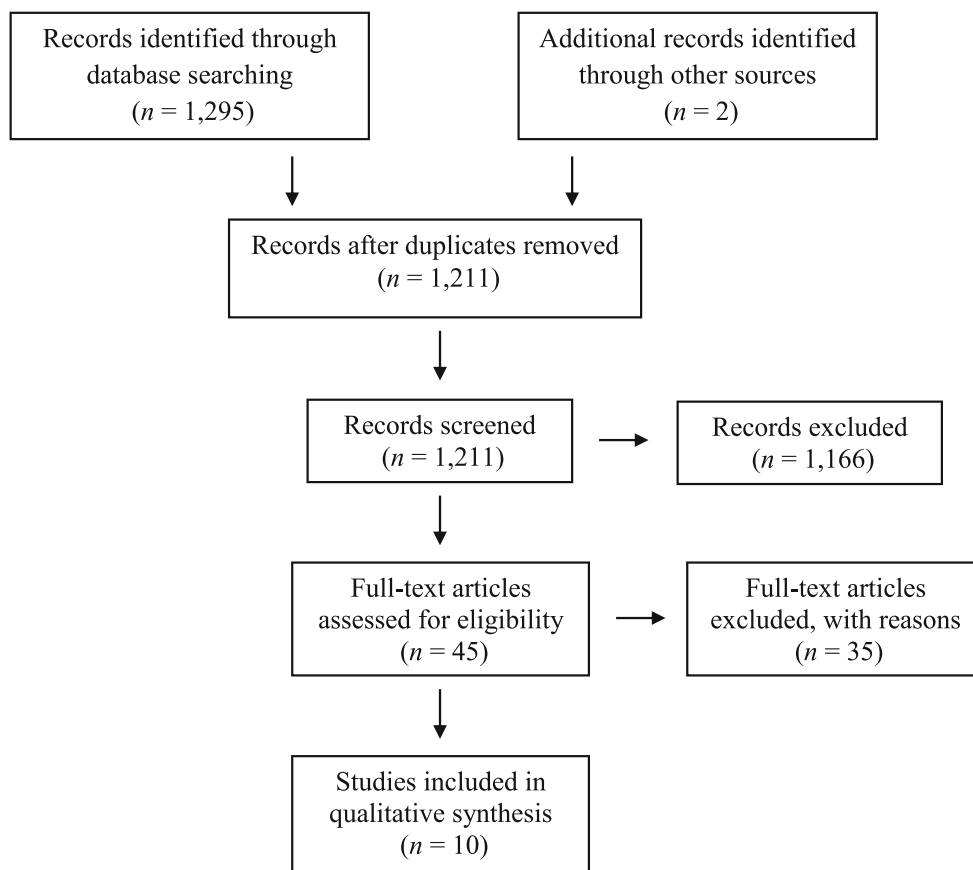 Records identified through
database searching
(n = 1,295)
Additional records identified
through other sources
(n = 2)
Records after duplicates removed
(n = 1,211)
Records screened
(n = 1,211)
Records excluded
(n = 1,166)
Full-text articles
assessed for eligibility
(n = 45)
Full-text articles
excluded, with reasons
(n = 35)
Studies included in
qualitative synthesis
(n = 10)